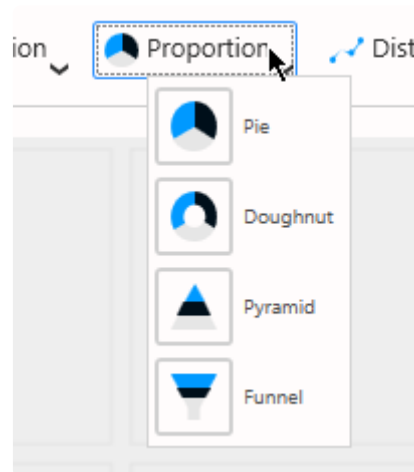 ion Proportion Dist
Pie
Doughnut
Pyramid
Funnel